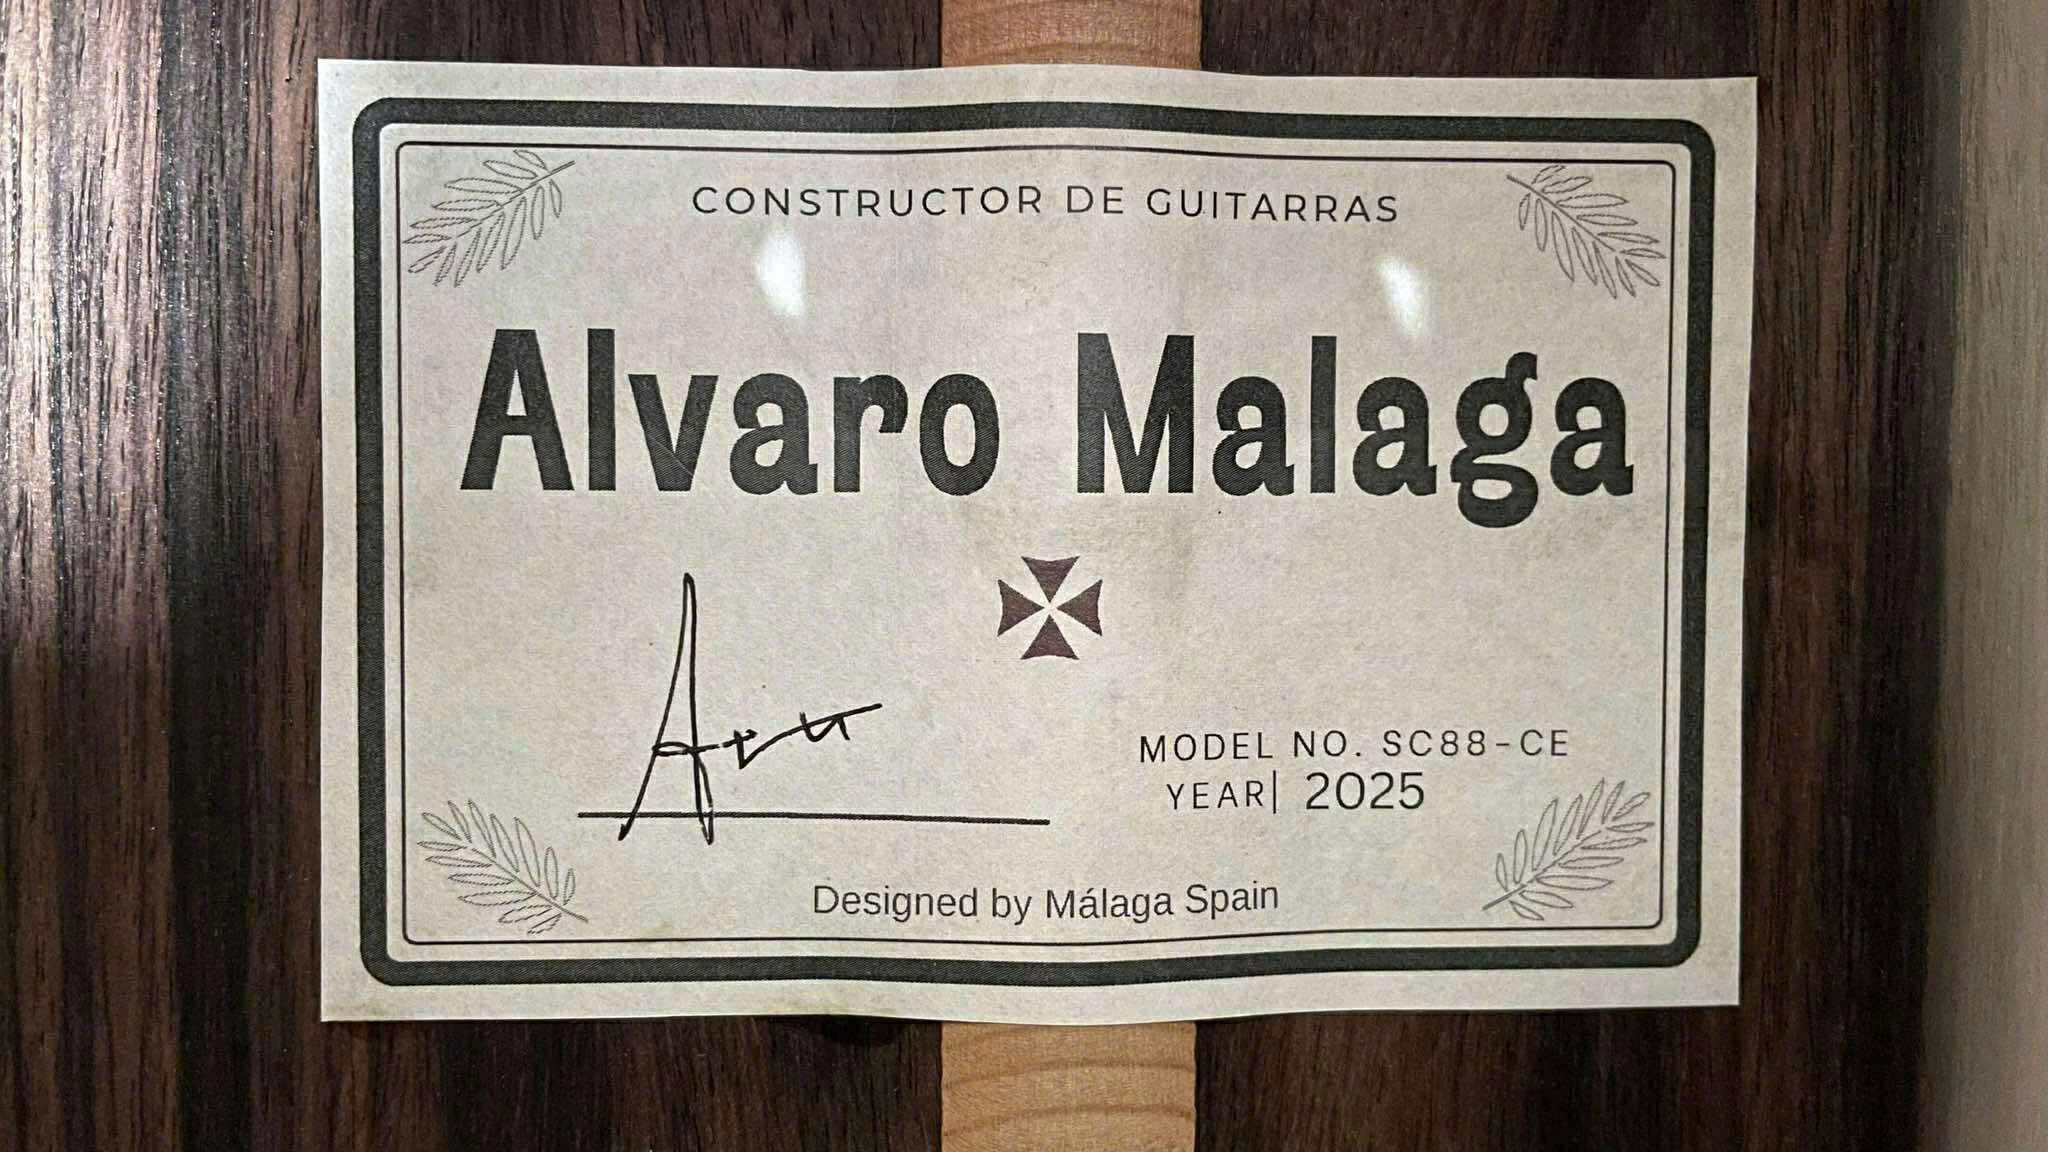 CONSTRUCTOR DE GUITARRAS
Alvaro Malaga
MODEL NO. SC88-CE
YEAR| 2025
Designed by Málaga Spain